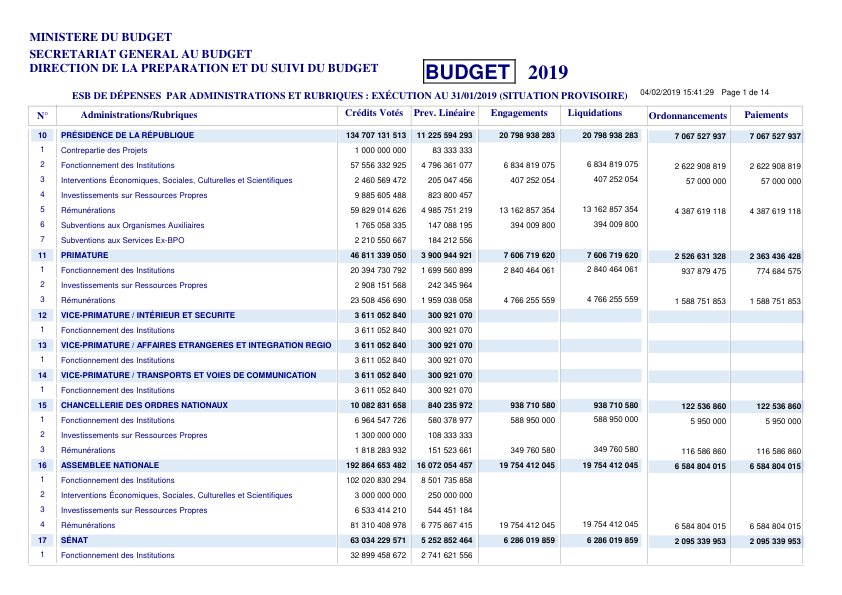 MINISTERE DU BUDGET
SECRETARIAT GENERAL AU BUDGET
DIRECTION DE LA PREPARATION ET DU SUIVI DU BUDGET
BUDGET 2019
ESB DE DÉPENSES PAR ADMINISTRATIONS ET RUBRIQUES : EXÉCUTION AU 31/01/2019 (SITUATION PROVISOIRE) 04/02/2019 15:41:29 Page 1 de 14
N° Administrations/Rubriques Crédits Votés Prev. Linéaire Engagements Liquidations Ordonnancements Paiements
10 PRÉSIDENCE DE LA RÉPUBLIQUE 134 707 131 513 11 225 594 293 20 798 938 283 20 798 938 283 7 067 527 937 7 067 527 937
1 Contrepartie des Projets 1 000 000 000 83 333 333
2 Fonctionnement des Institutions 57 556 332 925 4 796 361 077 6 834 819 075 6 834 819 075 2 622 908 819 2 622 908 819
3 Interventions Économiques, Sociales, Culturelles et Scientifiques 2 460 569 472 205 047 456 407 252 054 407 252 054 57 000 000 57 000 000
4 Investissements sur Ressources Propres 9 885 605 488 823 800 457
5 Rémunérations 59 829 014 626 4 985 751 219 13 162 857 354 13 162 857 354 4 387 619 118 4 387 619 118
6 Subventions aux Organismes Auxiliaires 1 765 058 335 147 088 195 394 009 800 394 009 800
7 Subventions aux Services Ex-BPO 2 210 550 667 184 212 556
11 PRIMATURE 46 811 339 050 3 900 944 921 7 606 719 620 7 606 719 620 2 526 631 328 2 363 436 428
1 Fonctionnement des Institutions 20 394 730 792 1 699 560 899 2 840 464 061 2 840 464 061 937 879 475 774 684 575
2 Investissements sur Ressources Propres 2 908 151 568 242 345 964
3 Rémunérations 23 508 456 690 1 959 038 058 4 766 255 559 4 766 255 559 1 588 751 853 1 588 751 853
12 VICE-PRIMATURE / INTÉRIEUR ET SECURITE 3 611 052 840 300 921 070
1 Fonctionnement des Institutions 3 611 052 840 300 921 070
13 VICE-PRIMATURE / AFFAIRES ETRANGERES ET INTEGRATION REGIO 3 611 052 840 300 921 070
1 Fonctionnement des Institutions 3 611 052 840 300 921 070
14 VICE-PRIMATURE / TRANSPORTS ET VOIES DE COMMUNICATION 3 611 052 840 300 921 070
1 Fonctionnement des Institutions 3 611 052 840 300 921 070
15 CHANCELLERIE DES ORDRES NATIONAUX 10 082 831 658 840 235 972 938 710 580 938 710 580 122 536 860 122 536 860
1 Fonctionnement des Institutions 6 964 547 726 580 378 977 588 950 000 588 950 000 5 950 000 5 950 000
2 Investissements sur Ressources Propres 1 300 000 000 108 333 333
3 Rémunérations 1 818 283 932 151 523 661 349 760 580 349 760 580 116 586 860 116 586 860
16 ASSEMBLEE NATIONALE 192 864 653 482 16 072 054 457 19 754 412 045 19 754 412 045 6 584 804 015 6 584 804 015
1 Fonctionnement des Institutions 102 020 830 294 8 501 735 858
2 Interventions Économiques, Sociales, Culturelles et Scientifiques 3 000 000 000 250 000 000
3 Investissements sur Ressources Propres 6 533 414 210 544 451 184
4 Rémunérations 81 310 408 978 6 775 867 415 19 754 412 045 19 754 412 045 6 584 804 015 6 584 804 015
17 SÉNAT 63 034 229 571 5 252 852 464 6 286 019 859 6 286 019 859 2 095 339 953 2 095 339 953
1 Fonctionnement des Institutions 32 899 458 672 2 741 621 556